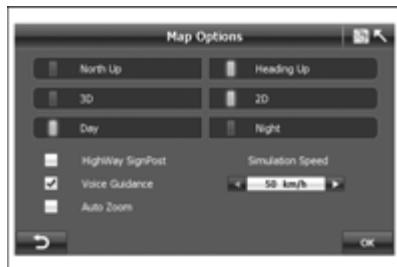 Map Options
North Up
Heading Up
3D
2D
Day
Night
HighWay SignPost
Simulation Speed
Voice Guidance
50 km/h
Auto Zoom
OK